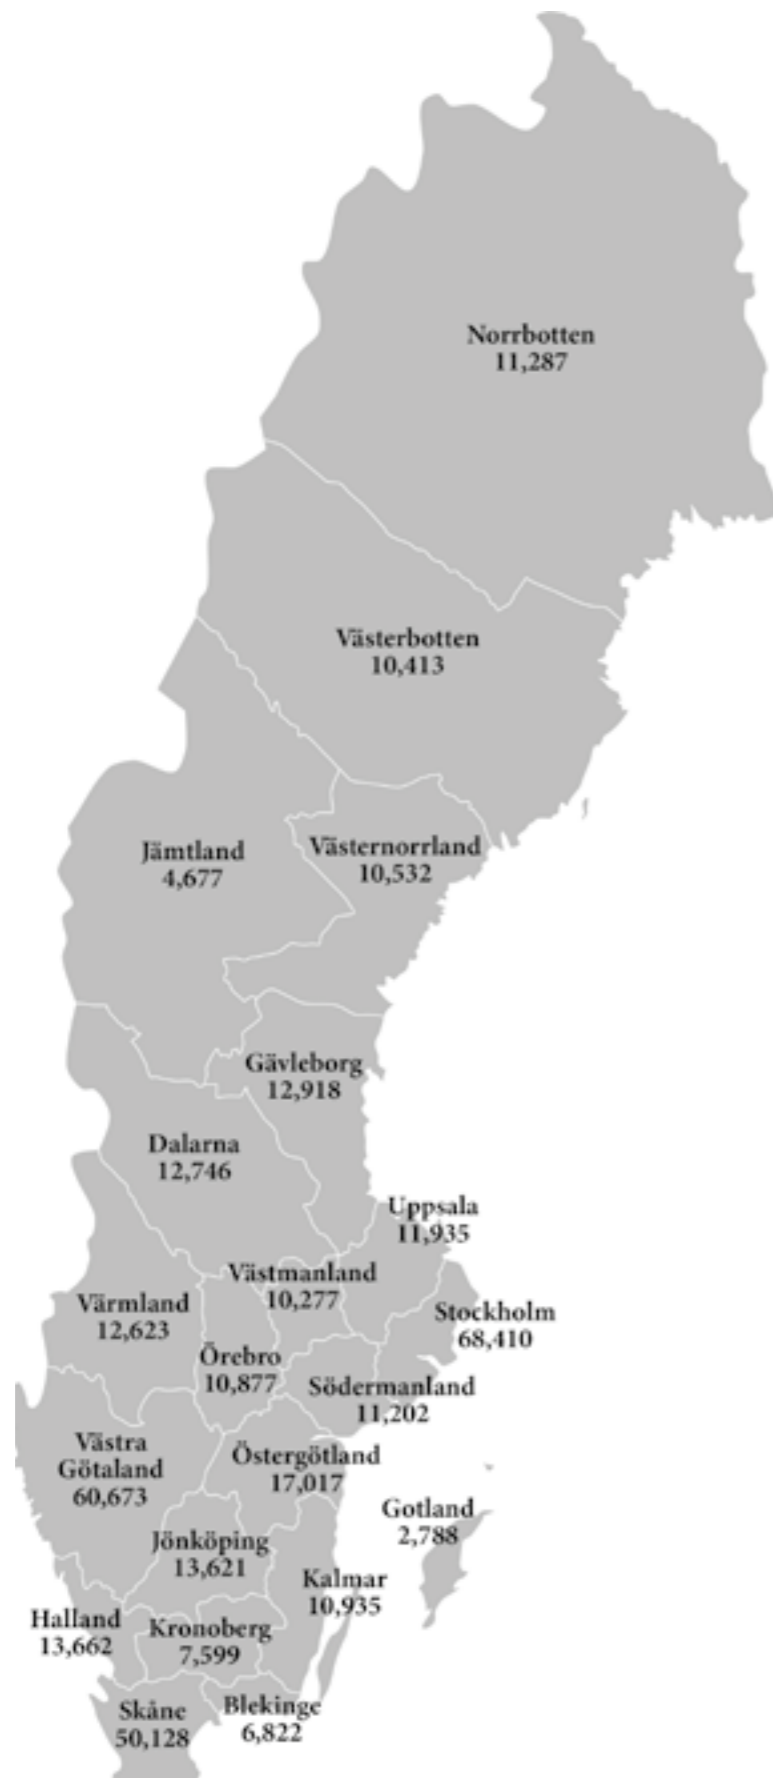 Norrbotten
11,287
Västerbotten
10,413
Jämtland
4,677
Västernorrland
10,532
Gävleborg
12,918
Dalarna
12,746
Uppsala
11,935
Västmanland
10,277
Värmland
12,623
Stockholm
68,410
Örebro
10,877
Södermanland
11,202
Västra
Götaland
60,673
Östergötland
17,017
Gotland
2,788
Jönköping
13,621
Kalmar
10,935
Halland
13,662
Kronoberg
7,599
Skåne
50,128
Blekinge
6,822